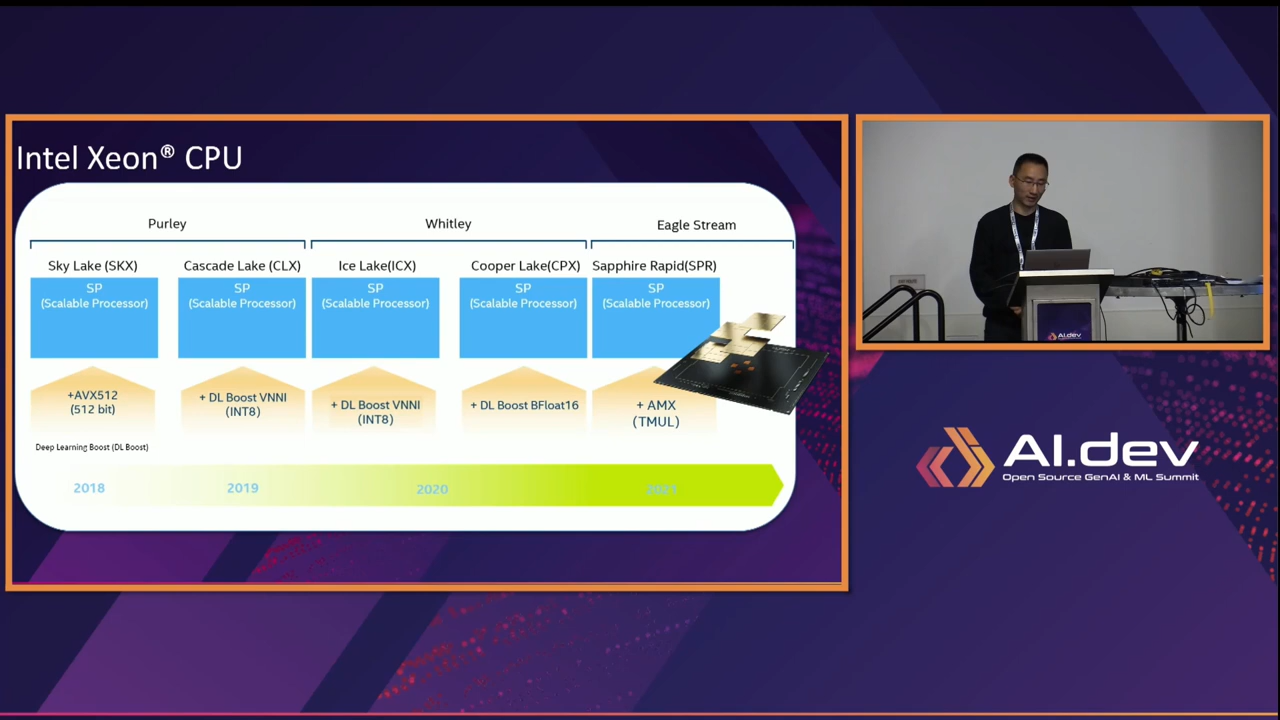 Intel Xeon® CPU
Purley
Whitley
Eagle Stream
Sky Lake (SKX)
Cascade Lake (CLX)
Ice Lake(ICX)
Cooper Lake(CPX)
Sapphire Rapid(SPR)
SP
(Scalable Processor)
SP
(Scalable Processor)
SP
(Scalable Processor)
SP
(Scalable Processor)
SP
(Scalable Processor)
+AVX512
(512 bit)
+ DL Boost VNNI
(INT8)
+ DL Boost VNNI
(INT8)
+ DL Boost BFloat16
+ AMX
(TMUL)
Deep Learning Boost (DL Boost)
2018
2019
2020
2021
AI.dev
AI.dev
Open Source GenAI & ML Summit